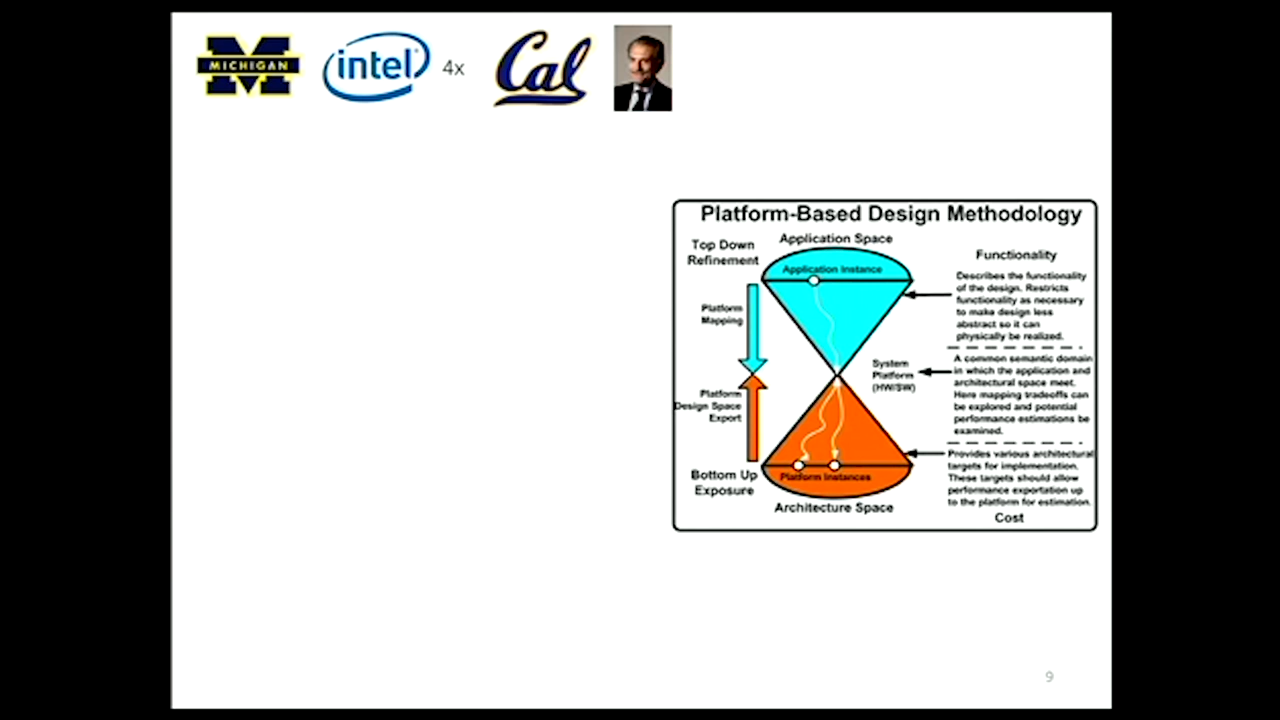 MICHIGAN
intel
4x
Cal
Platform-Based Design Methodology
Top Down
Refinement
Application Space
Application Instance
Functionality
Describes the functionality
of the design. Restricts
functionality as necessary
to make design less
abstract so it can
physically be realized.
Platform
Mapping
System
Platform
(HW/SW)
A common semantic domain
in which the application and
architectural space meet.
Here mapping tradeoffs can
be explored and potential
performance estimations be
examined.
Platform
Design Space
Export
Bottom Up
Exposure
Platform Instances
Architecture Space
Provides various architectural
targets for implementation.
These targets should allow
performance exportation up
to the platform for estimation.
Cost
9